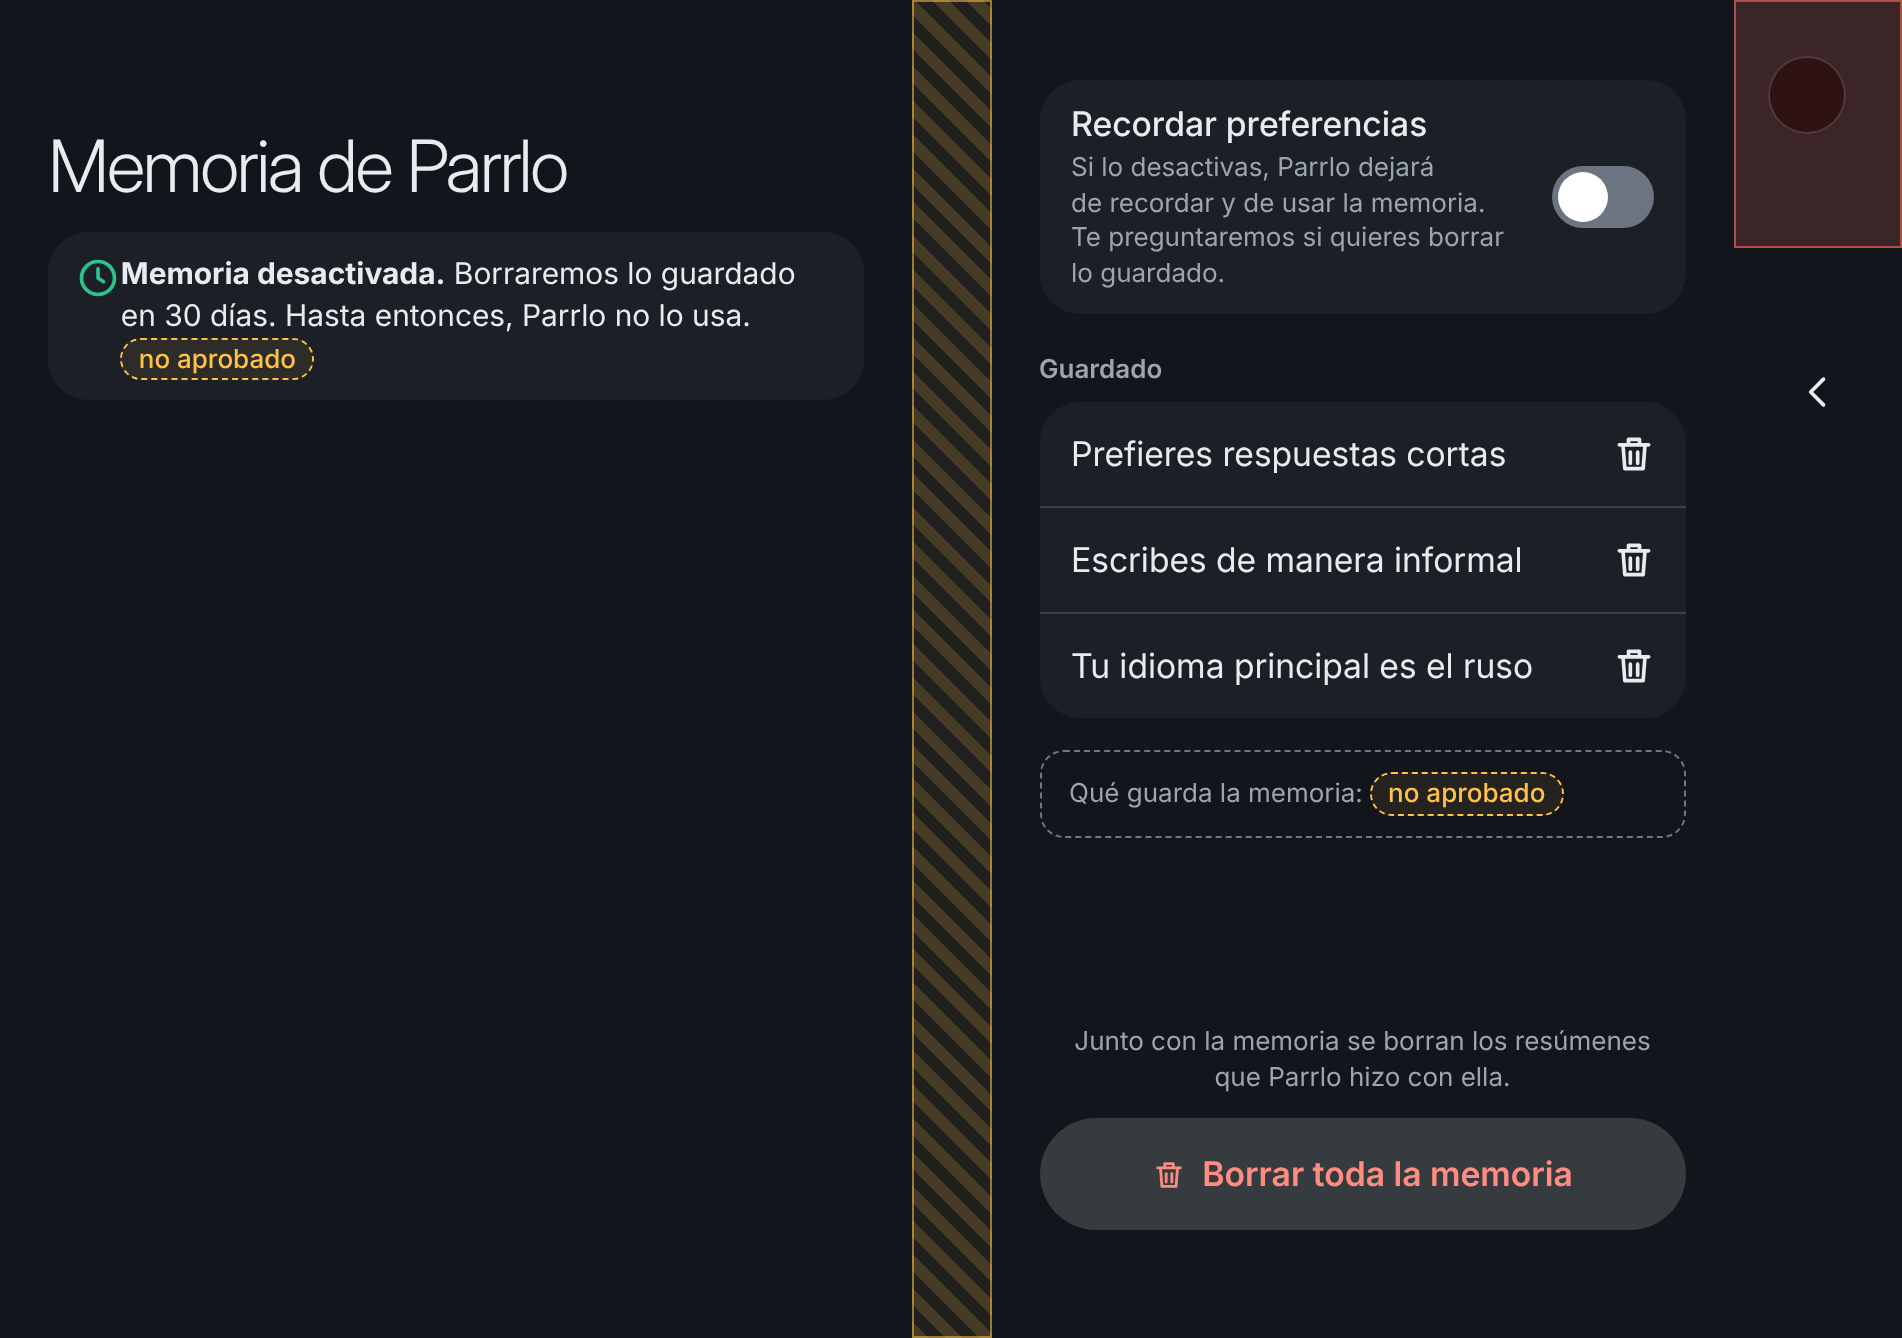 Memoria de Parrlo
Memoria desactivada. Borraremos lo guardado
en 30 días. Hasta entonces, Parrlo no lo usa.
no aprobado
Recordar preferencias
Si lo desactivas, Parrlo dejará
de recordar y de usar la memoria.
Te preguntaremos si quieres borrar
lo guardado.
Guardado
Prefieres respuestas cortas
Escribes de manera informal
Tu idioma principal es el ruso
Qué guarda la memoria: no aprobado
Junto con la memoria se borran los resúmenes
que Parrlo hizo con ella.
Borrar toda la memoria